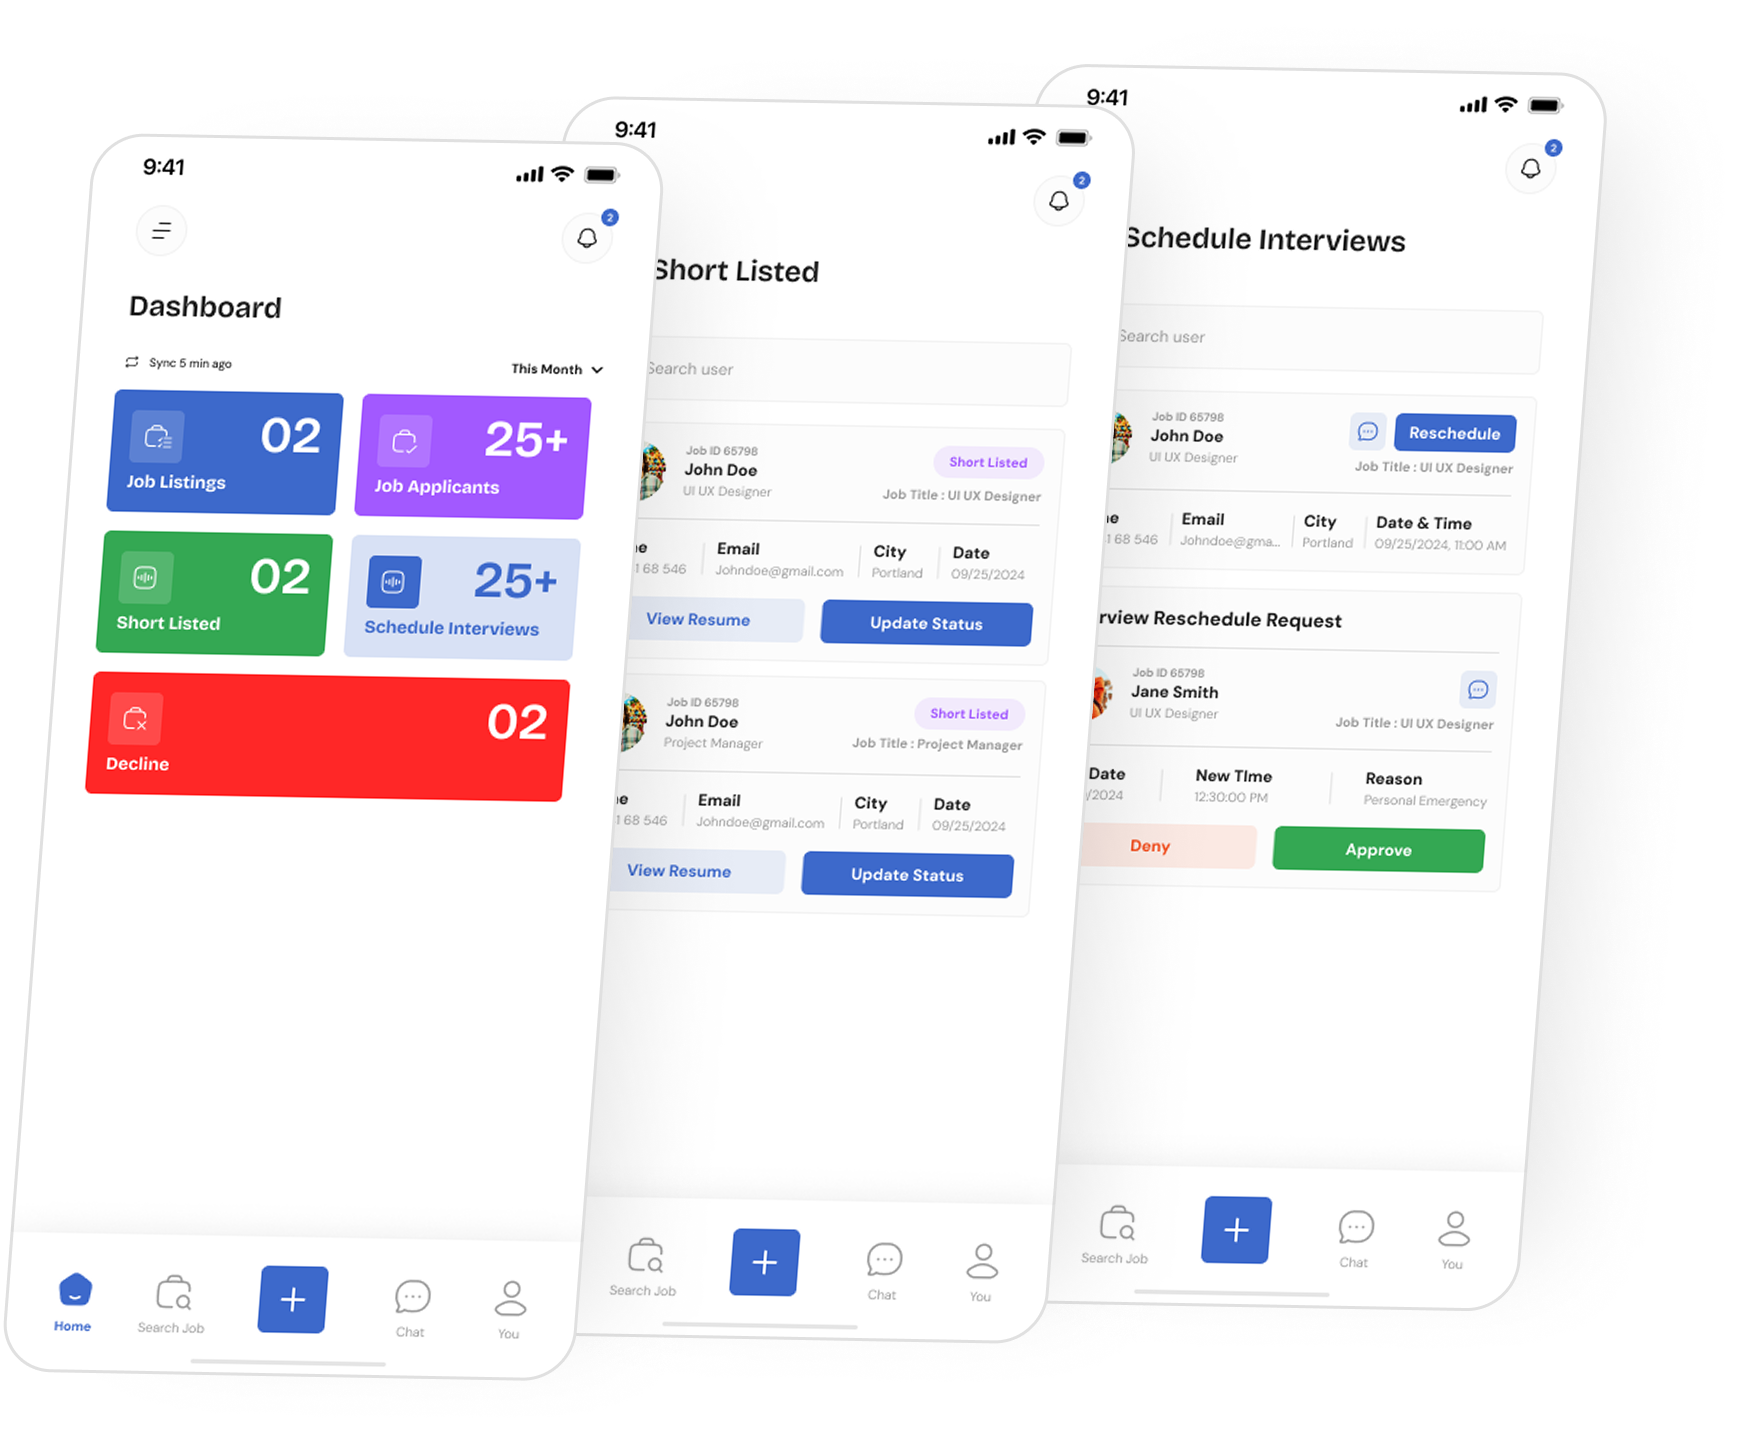 9:41
2
Dashboard
Sync 5 min ago
This Month
02
Job Listings
25+
Job Applicants
02
Short Listed
25+
Schedule Interviews
02
Decline
Home
Search Job
Chat
You
9:41
2
Short Listed
Search user
Job ID 65798
John Doe
UI UX Designer
Short Listed
Job Title : UI UX Designer
Email
City
Date
1 68 546
Johndoe@gmail.com
Portland
09/25/2024
View Resume
Update Status
Job ID 65798
John Doe
Project Manager
Short Listed
Job Title : Project Manager
Email
City
Date
1 68 546
Johndoe@gmail.com
Portland
09/25/2024
View Resume
Update Status
Search Job
Chat
You
9:41
2
Schedule Interviews
Search user
Job ID 65798
John Doe
UI UX Designer
Reschedule
Job Title : UI UX Designer
Email
City
Date & Time
1 68 546
Johndoe@gma...
Portland
09/25/2024, 11:00 AM
rview Reschedule Request
Job ID 65798
Jane Smith
UI UX Designer
Job Title : UI UX Designer
Date
New TIme
Reason
/2024
12:30:00 PM
Personal Emergency
Deny
Approve
Search Job
Chat
You